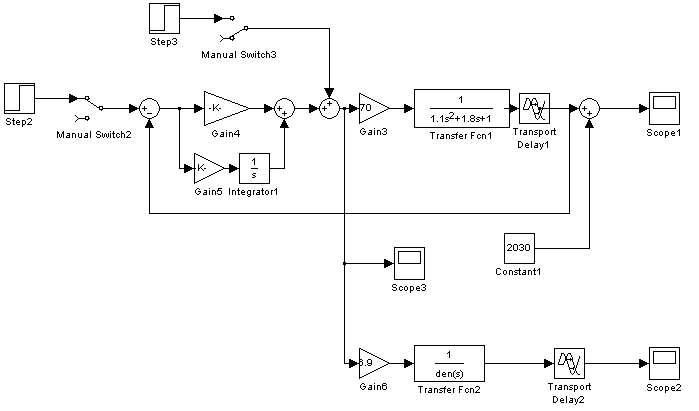 Step3
Manual Switch3
Step2
Manual Switch2
-K-
Gain4
K-
Gain5
1
s
Integrator1
70
Gain3
1
1.1s2+1.8s+1
Transfer Fcn1
Transport
Delay1
Scope1
2030
Constant1
Scope3
6.9
Gain6
1
den(s)
Transfer Fcn2
Transport
Delay2
Scope2